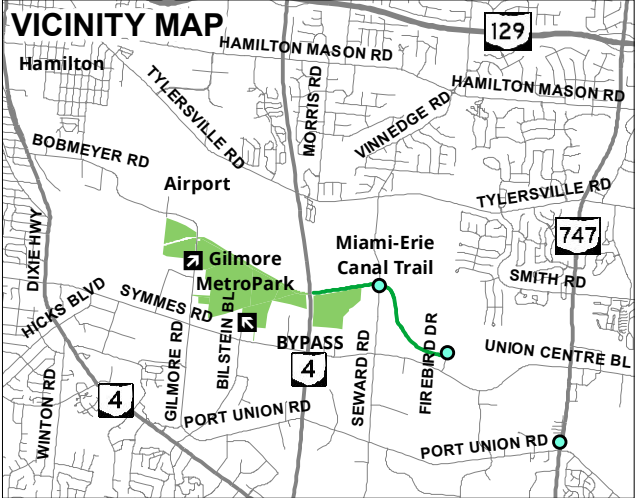 VICINITY MAP
129
HAMILTON MASON RD
Hamilton
TYLERSVILLE RD
MORRIS RD
HAMILTON MASON RD
VINNEDGE RD
BOBMEYER RD
Airport
TYLERSVILLE RD
DIXIE HWY
747
Miami-Erie
Canal Trail
Gilmore
MetroPark
SMITH RD
HICKS BLVD
SYMMES RD
BILSTEIN BL
GILMORE RD
BYPASS
4
SEWARD RD
FIREBIRD DR
UNION CENTRE BL
WINTON RD
4
PORT UNION RD
PORT UNION RD